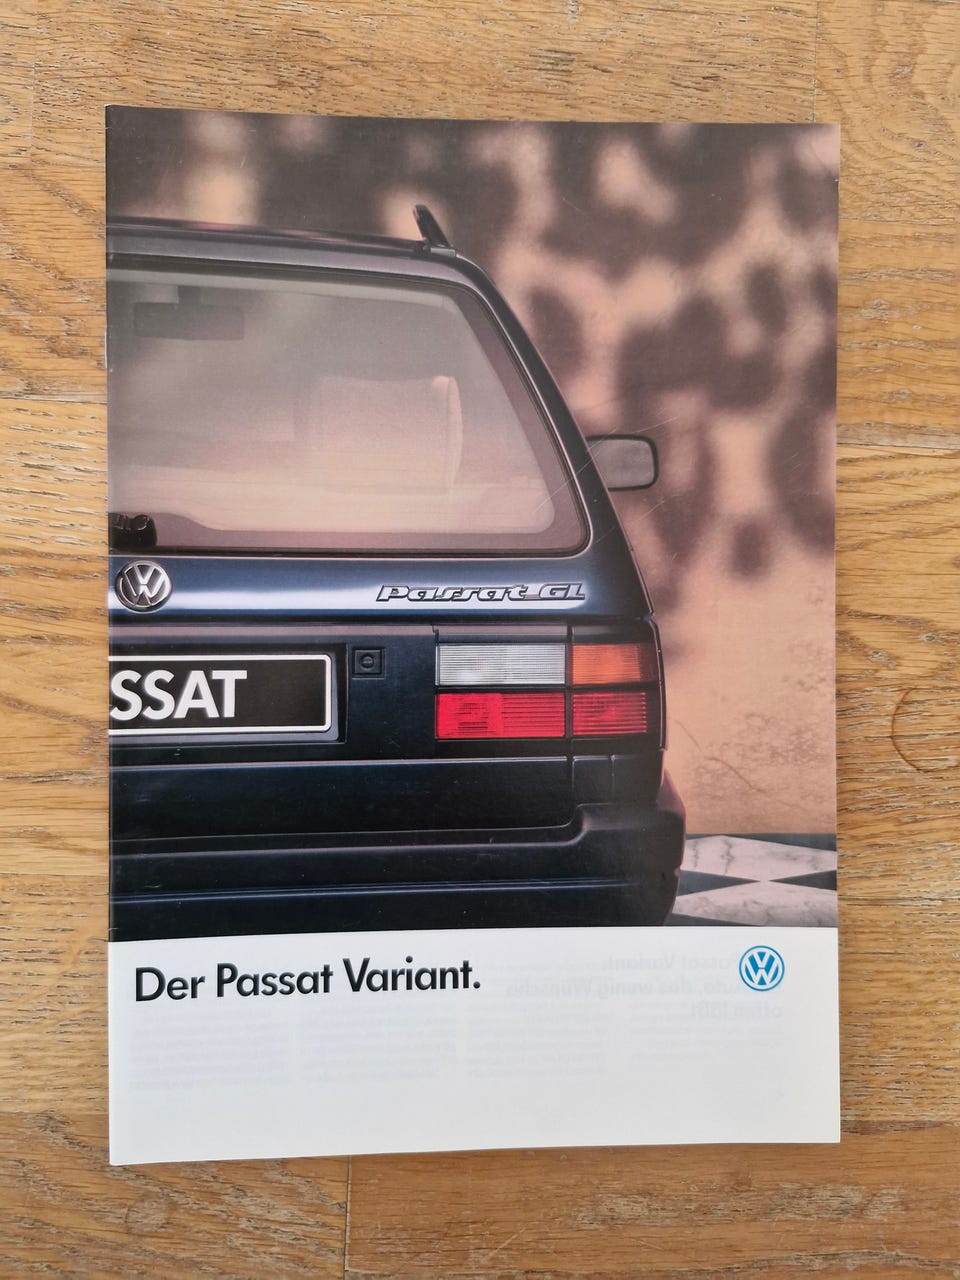 Passat GL
SSAT
Der Passat Variant.